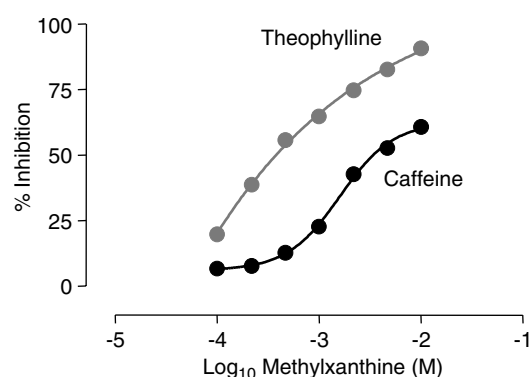 100
Theophylline
75
% Inhibition
50
Caffeine
25
0
-5 -4 -3 -2 -1
Log10 Methylxanthine (M)